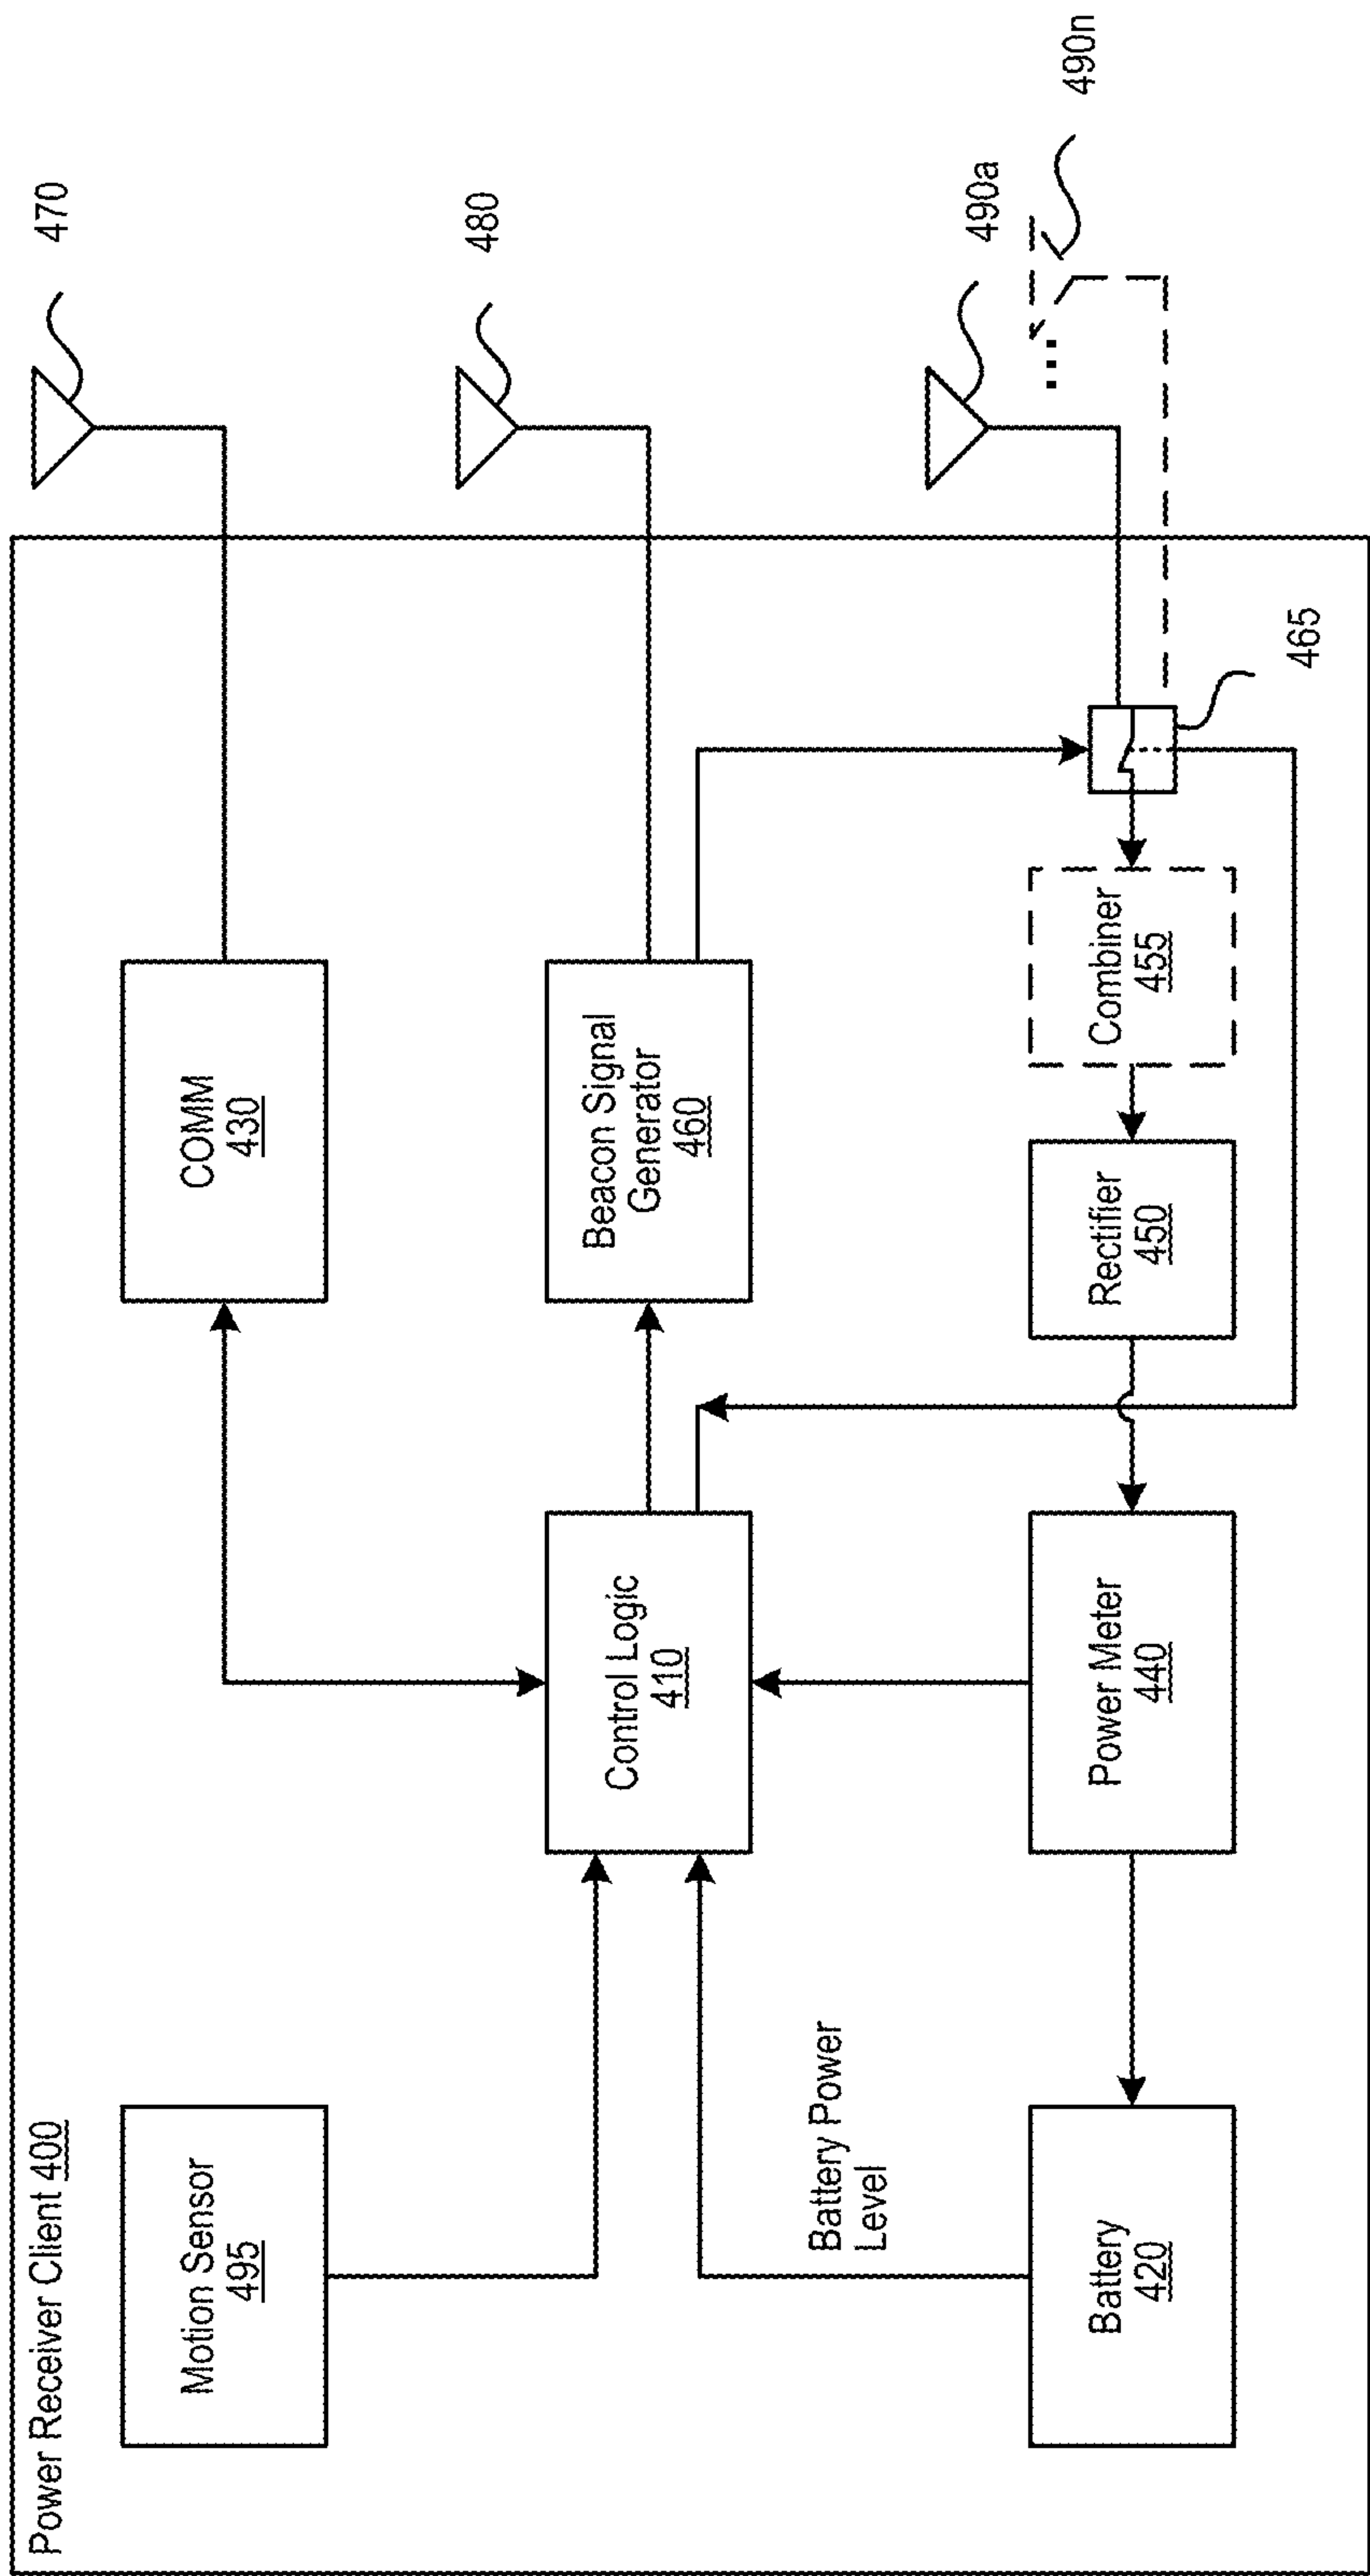 Power Receiver Client 400
Motion Sensor
495
COMM
430
470
Control Logic
410
Beacon Signal
Generator
460
480
Battery Power
Level
Battery
420
Power Meter
440
Rectifier
450
Combiner
455
465
490a
...
490n